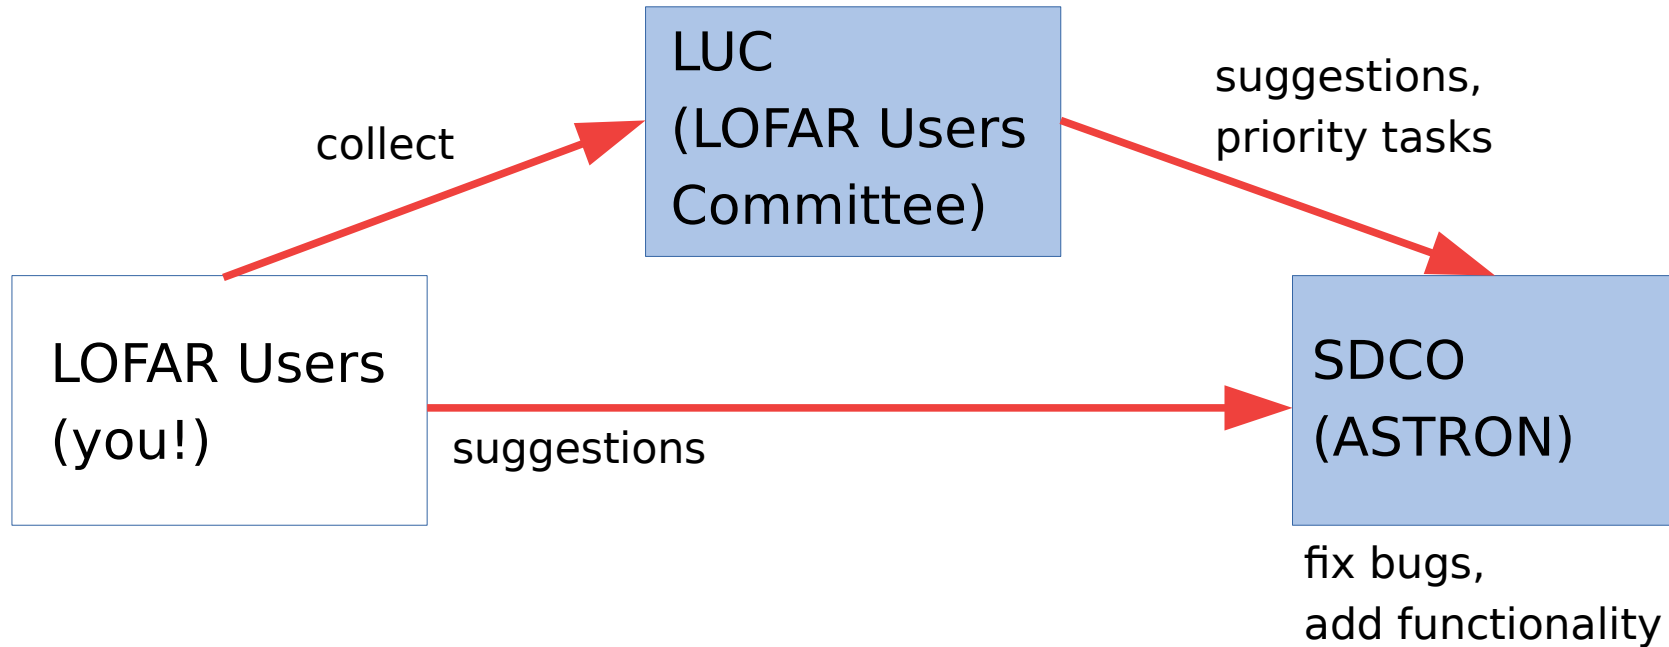 LUC
(LOFAR Users
Committee)
suggestions,
priority tasks
collect
LOFAR Users
(you!)
suggestions
SDCO
(ASTRON)
fix bugs,
add functionality